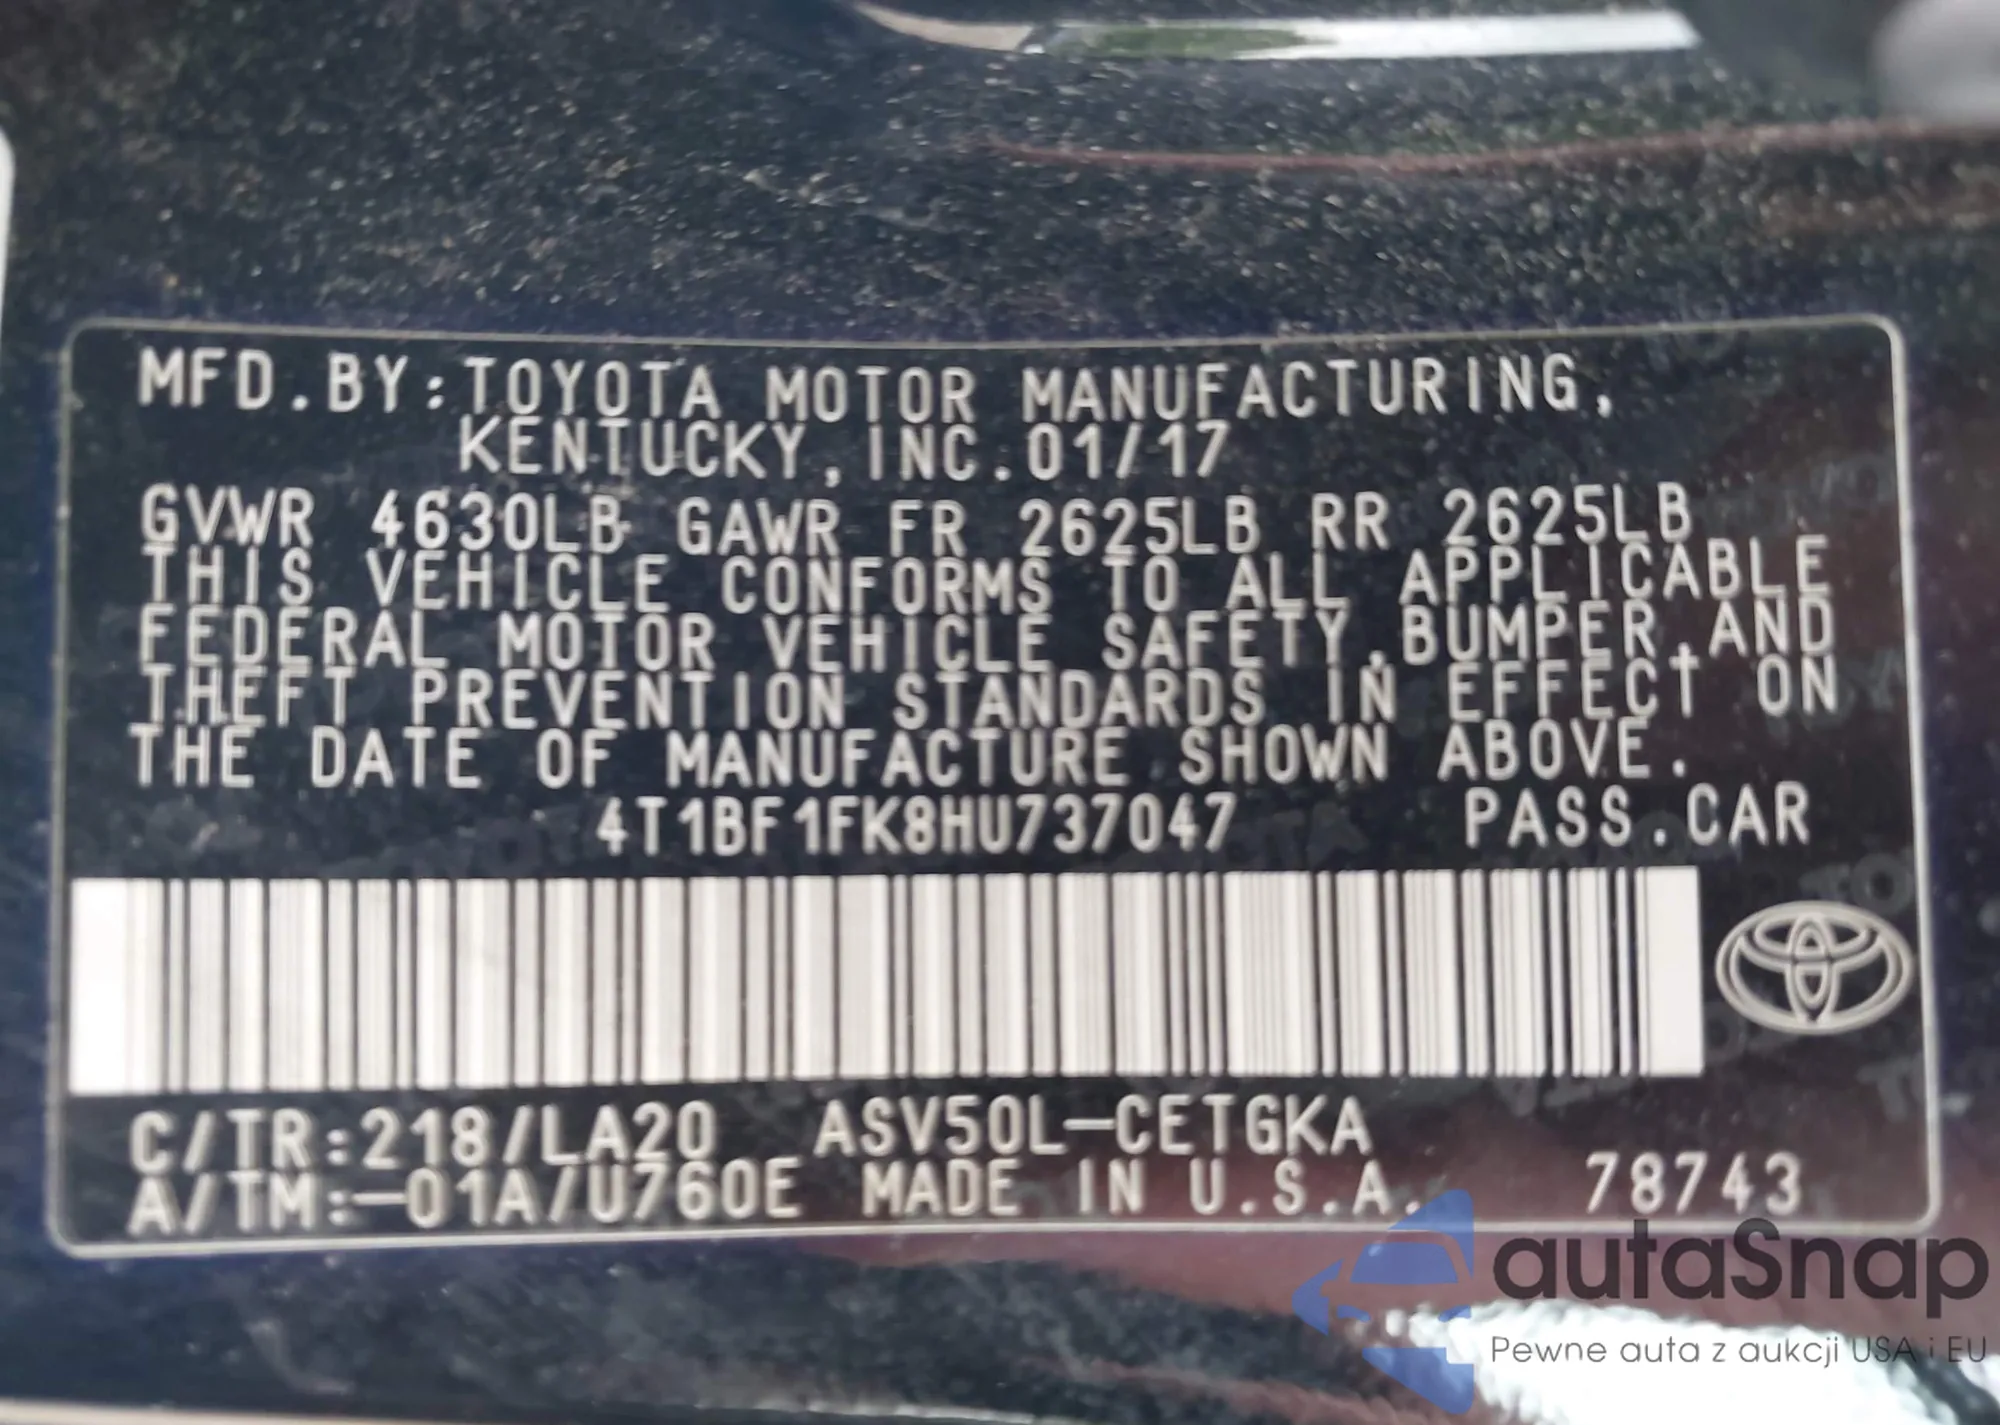 MFD.BY:TOYOTA MOTOR MANUFACTURING,
KENTUCKY,INC.01/17
GVWR 4630LB GAWR FR 2625LB RR 2625LB
THIS VEHICLE CONFORMS TO ALL APPLICABLE
FEDERAL MOTOR VEHICLE SAFETY,BUMPER,AND
THEFT PREVENTION STANDARDS IN EFFECT ON
THE DATE OF MANUFACTURE SHOWN ABOVE.
4T1BF1FK8HU737047 PASS.CAR
C/TR:218/LA20 ASV50L-CETGKA
A/TM:-01A/U760E MADE IN U.S.A. 78743
autaSnap
Pewne auta z aukcji USA i EU